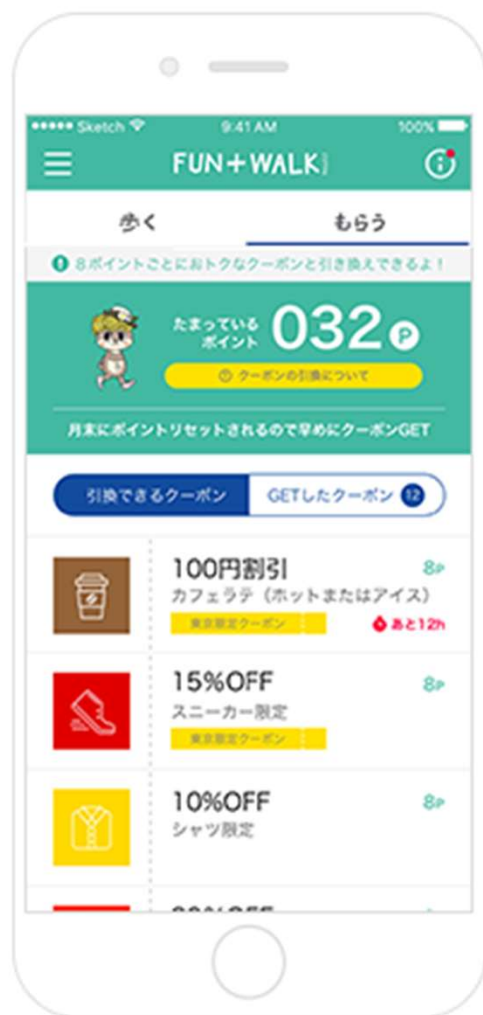 Sketch 9:41 AM 100%
FUN+WALK
歩く もらう
8ポイントごとにおトクなクーポンと引き換えできるよ！
たまっている
ポイント 032 P
クーポンの引換について
月末にポイントリセットされるので早めにクーポンGET
引換できるクーポン GETしたクーポン 12
100円割引 8P
カフェラテ（ホットまたはアイス）
東京限定クーポン あと12h
15%OFF 8P
スニーカー限定
東京限定クーポン
10%OFF 8P
シャツ限定